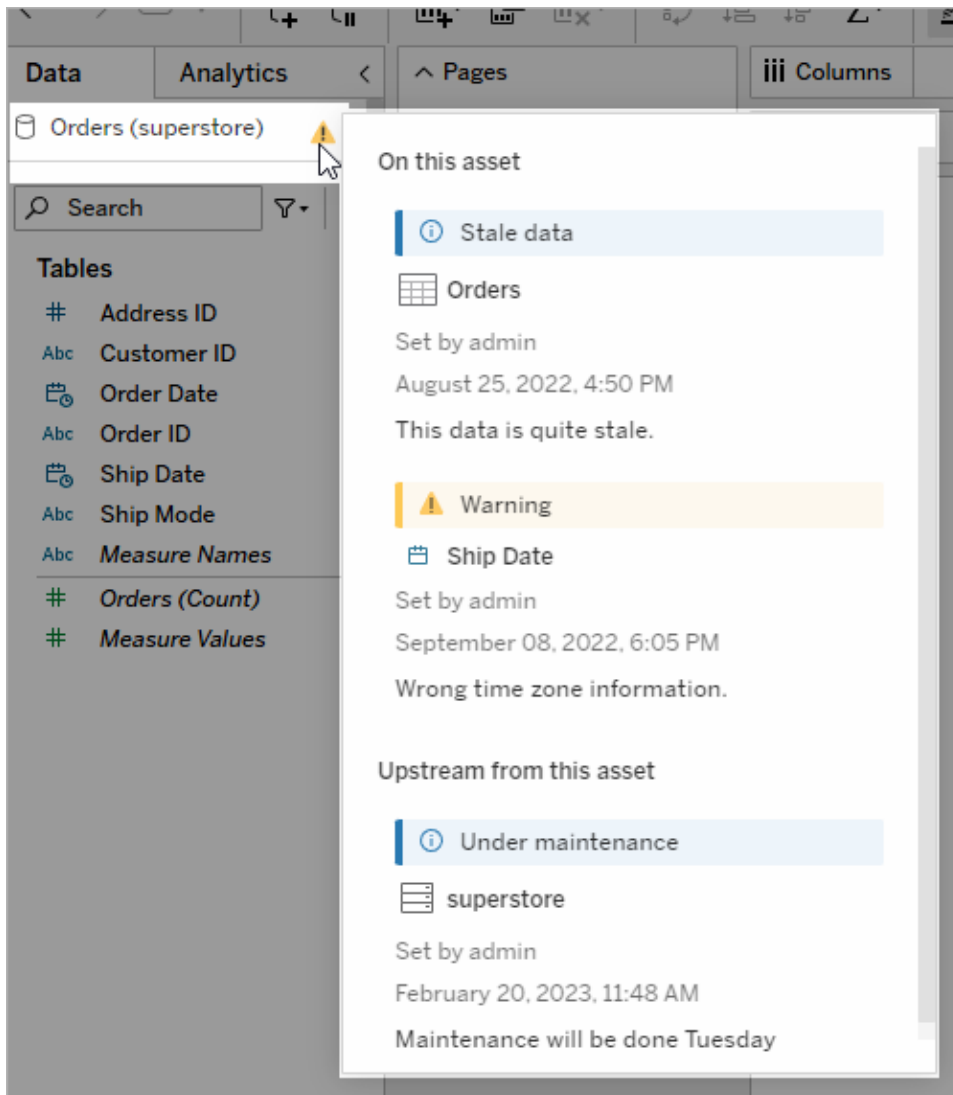 Data
Analytics
Pages
Columns
Orders (superstore)
Search
Tables
Address ID
Abc Customer ID
Order Date
Abc Order ID
Ship Date
Abc Ship Mode
Abc Measure Names
Orders (Count)
Measure Values
On this asset
Stale data
Orders
Set by admin
August 25, 2022, 4:50 PM
This data is quite stale.
Warning
Ship Date
Set by admin
September 08, 2022, 6:05 PM
Wrong time zone information.
Upstream from this asset
Under maintenance
superstore
Set by admin
February 20, 2023, 11:48 AM
Maintenance will be done Tuesday